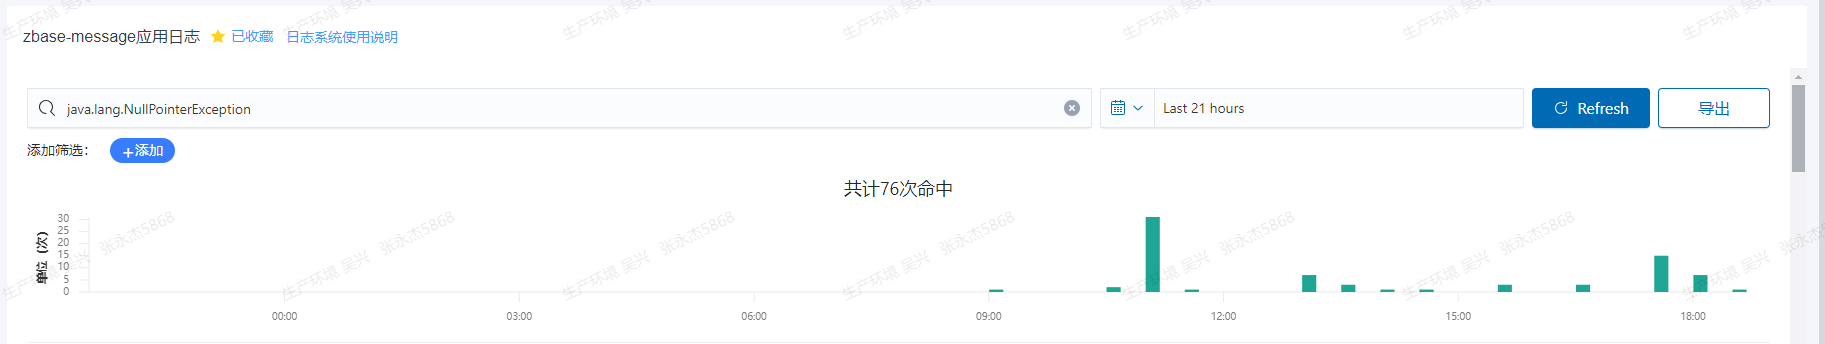 zbase-message应用日志 已收藏 日志系统使用说明
java.lang.NullPointerException Last 21 hours Refresh 导出
添加筛选： +添加
共计76次命中
单位（次）
30
25
20
15
10
5
0
00:00 03:00 06:00 09:00 12:00 15:00 18:00
生产环境 吴兴 张永杰5868